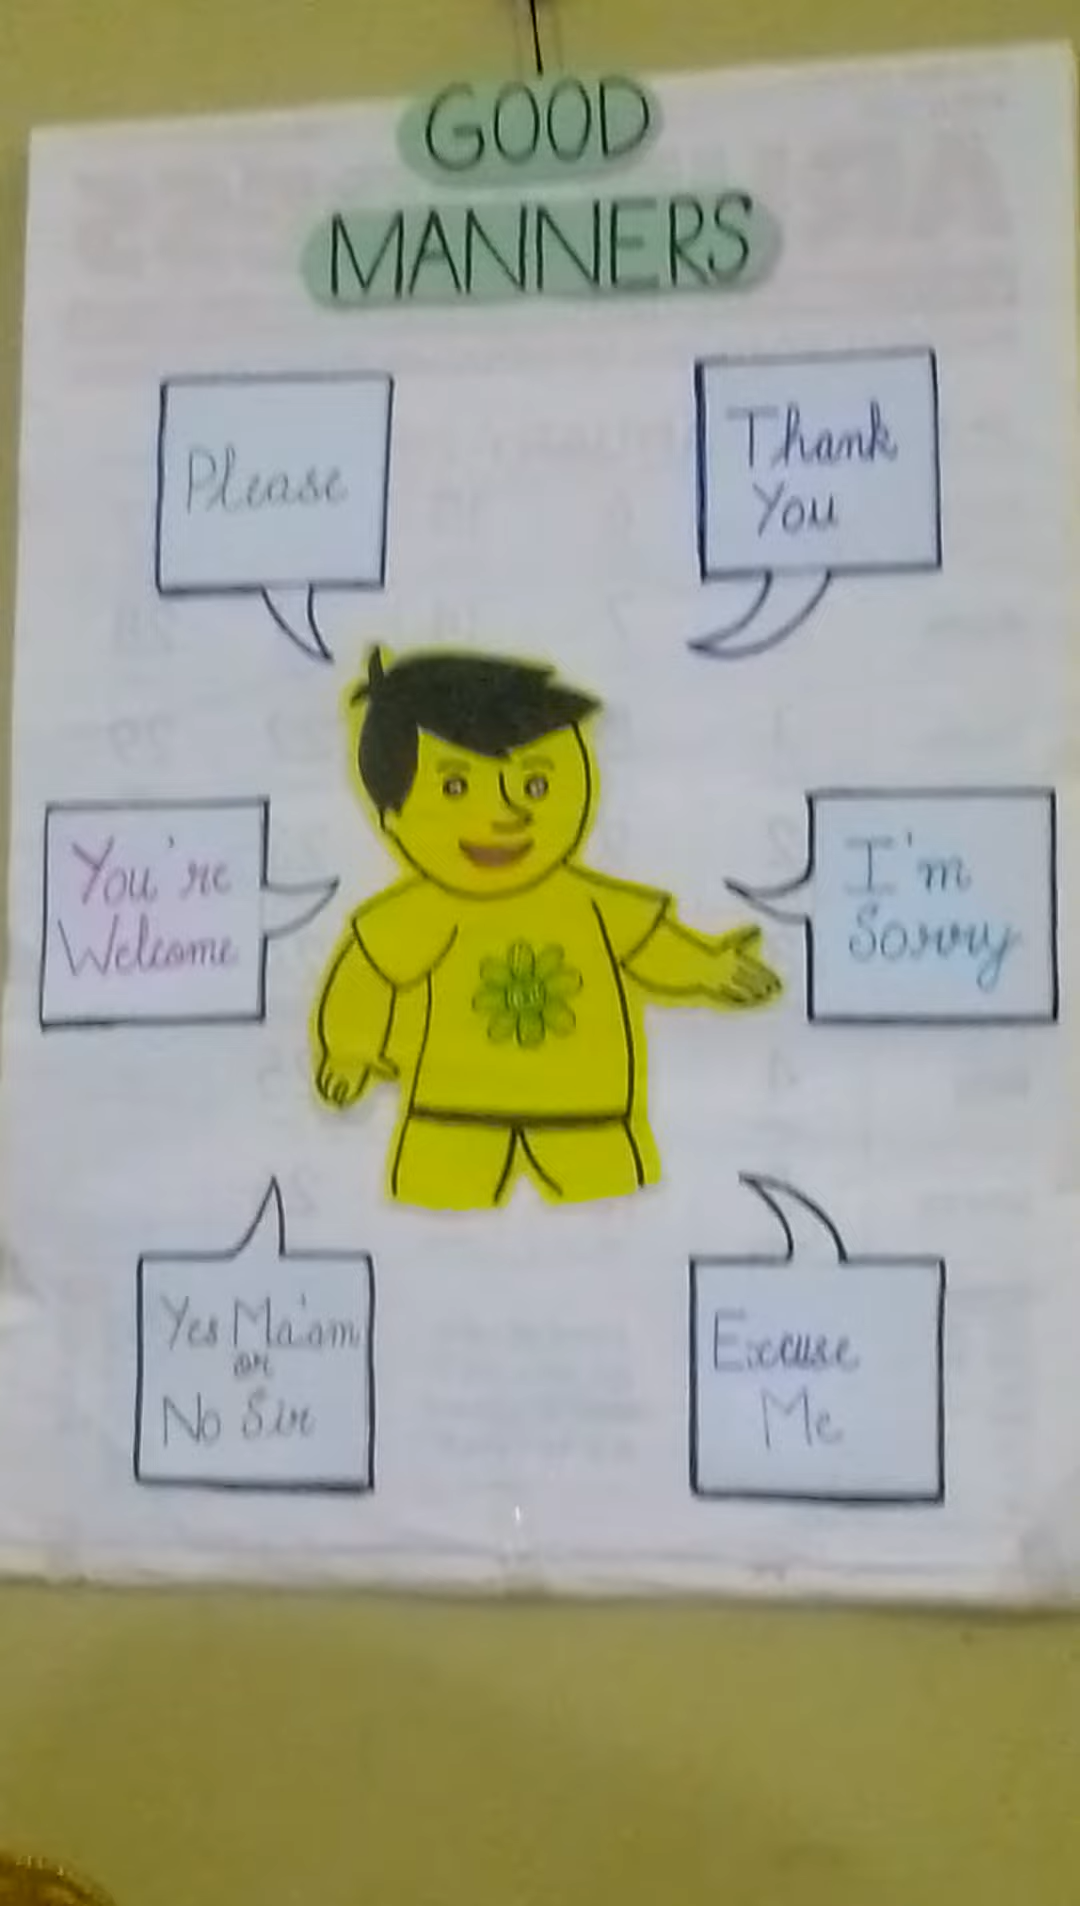 GOOD
MANNERS
Please
Thank
You
You're
Welcome
I'm
Sorry
Yes Ma'am
or
No Sir
Excuse
Me